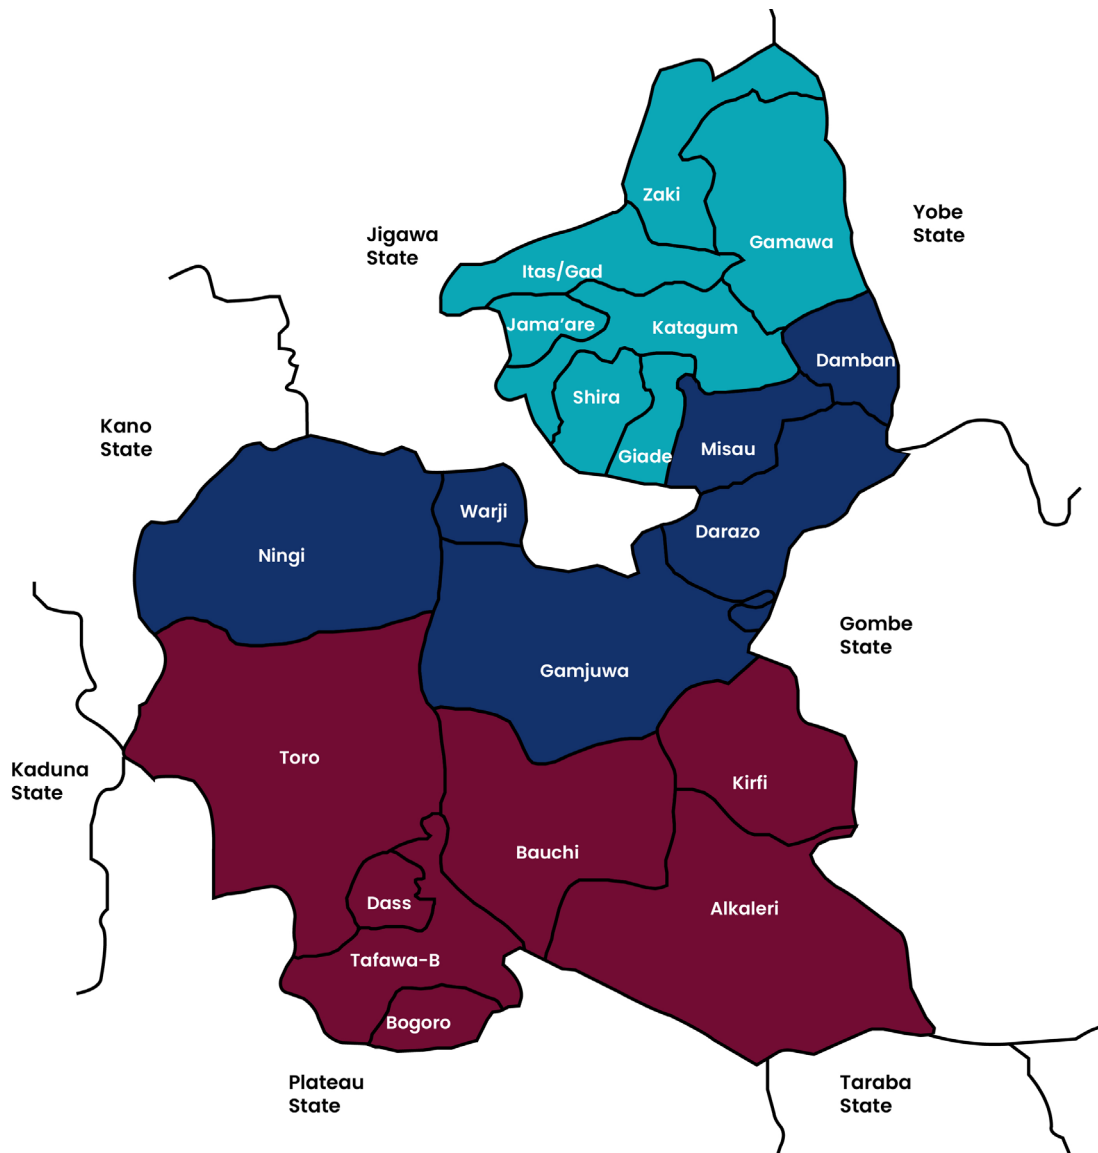 Zaki
Yobe
State
Jigawa
State
Gamawa
Itas/Gad
Jama'are
Katagum
Damban
Shira
Kano
State
Giade
Misau
Warji
Darazo
Ningi
Gombe
State
Gamjuwa
Toro
Kaduna
State
Kirfi
Bauchi
Dass
Alkaleri
Tafawa-B
Bogoro
Plateau
State
Taraba
State